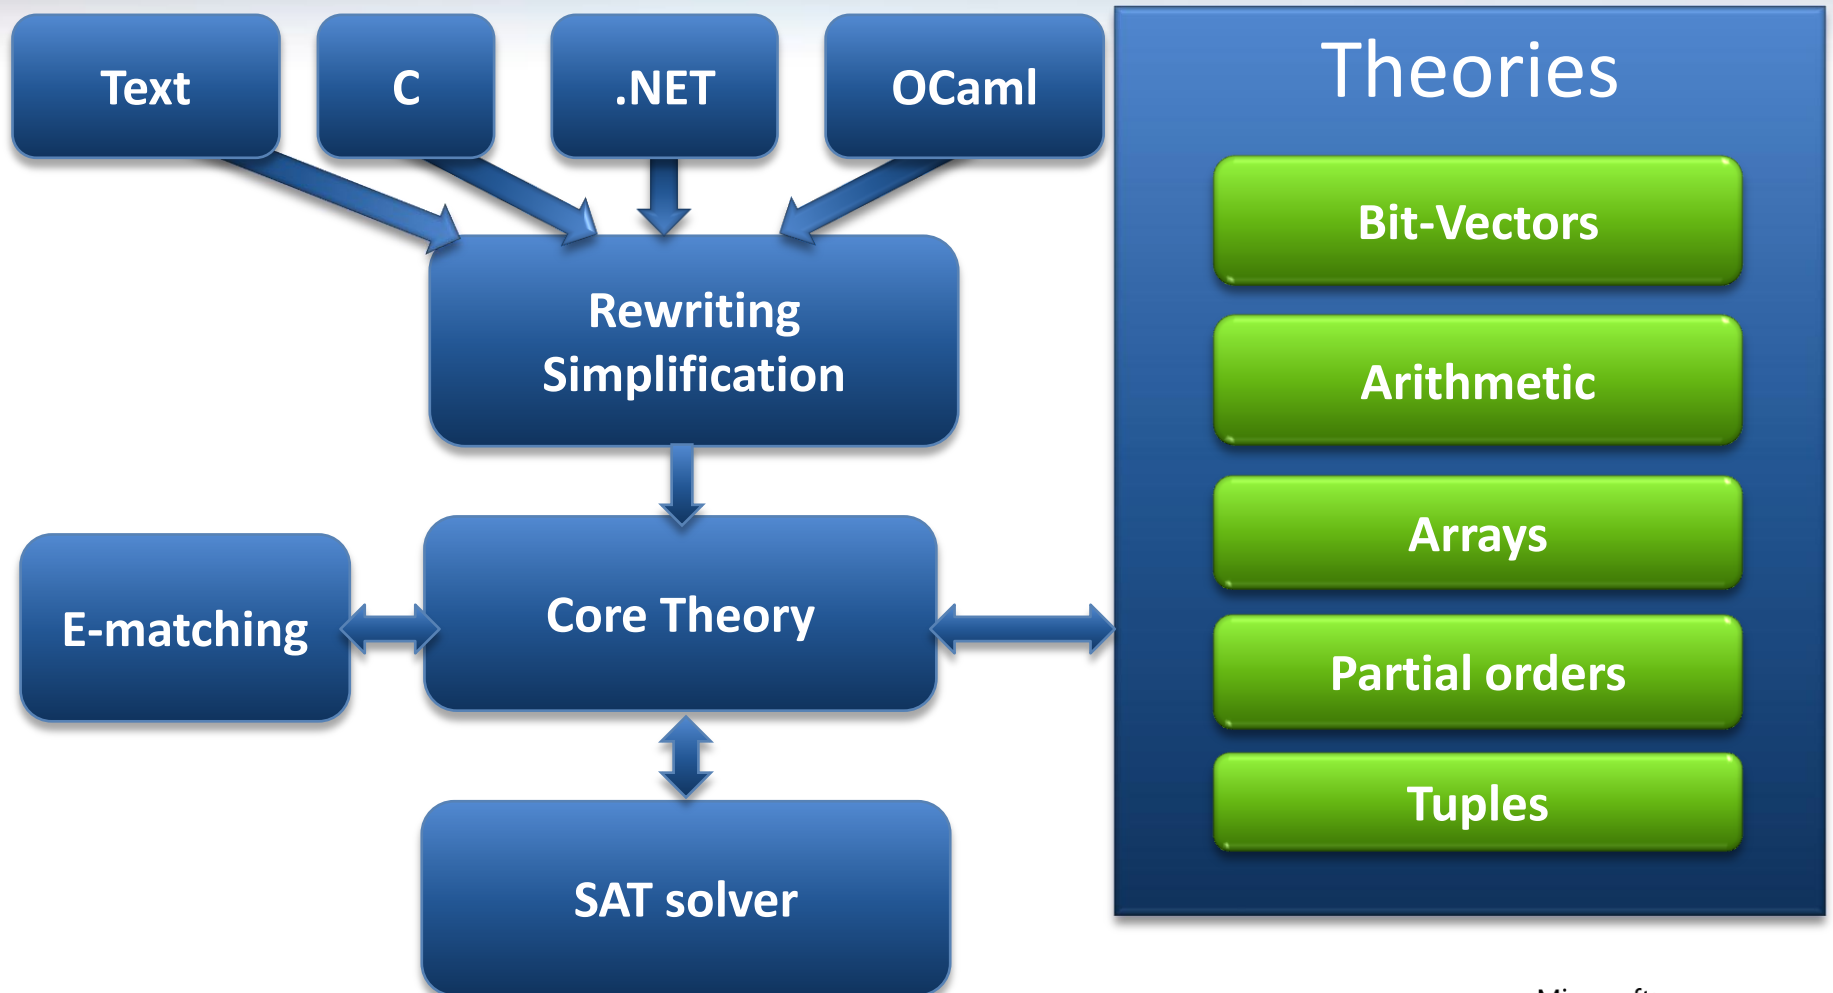 Text
C
.NET
OCaml
Theories
Bit-Vectors
Rewriting
Simplification
Arithmetic
Arrays
E-matching
Core Theory
Partial orders
Tuples
SAT solver